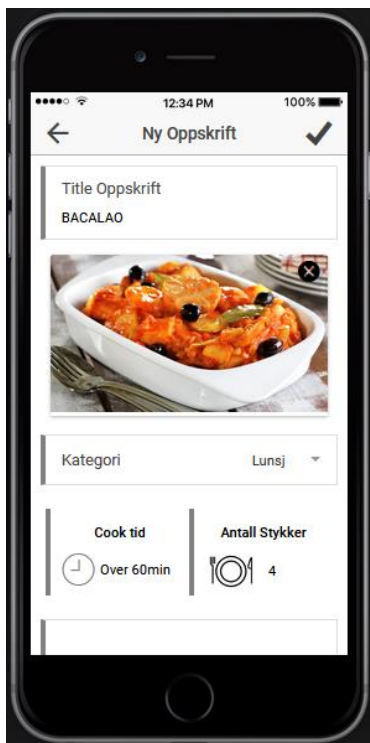 12:34 PM
100%
Ny Oppskrift
Title Oppskrift
BACALAO
Kategori
Lunsj
Cook tid
Antall Stykker
Over 60min
4